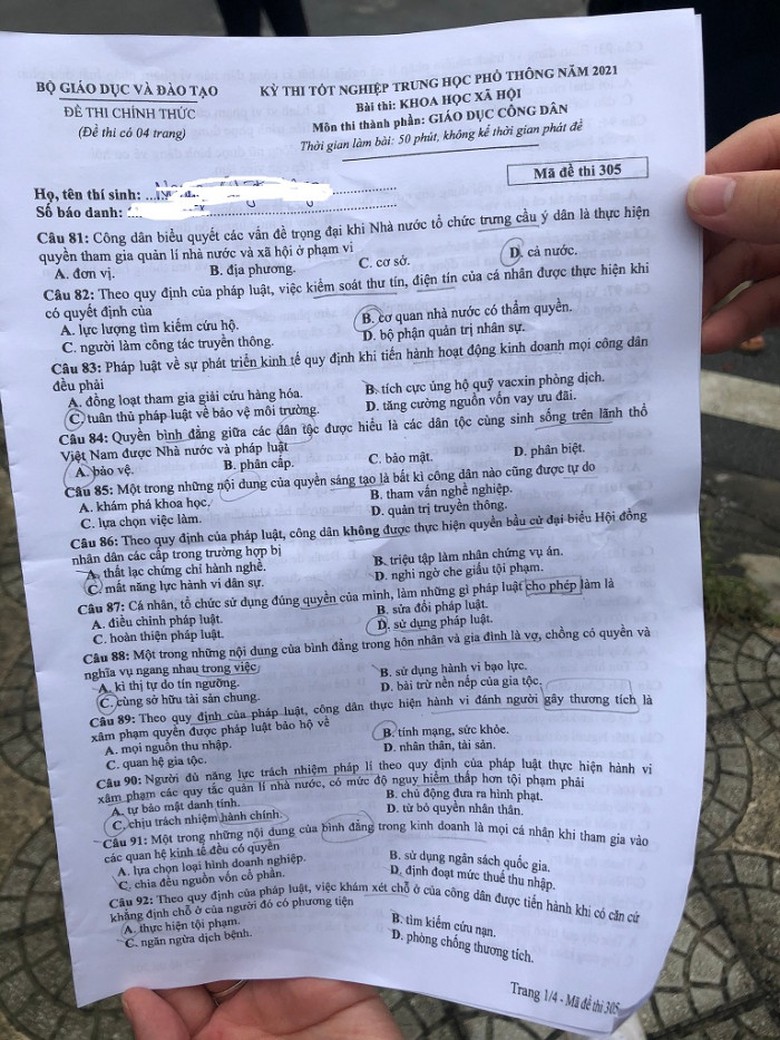 BỘ GIÁO DỤC VÀ ĐÀO TẠO
ĐỀ THI CHÍNH THỨC
(Đề thi có 04 trang)
KỲ THI TỐT NGHIỆP TRUNG HỌC PHỔ THÔNG NĂM 2021
Bài thi: KHOA HỌC XÃ HỘI
Môn thi thành phần: GIÁO DỤC CÔNG DÂN
Thời gian làm bài: 50 phút, không kể thời gian phát đề
Mã đề thi 305
Họ, tên thí sinh:
Số báo danh:
Câu 81: Công dân biểu quyết các vấn đề trọng đại khi Nhà nước tổ chức trưng cầu ý dân là thực hiện
quyền tham gia quản lí nhà nước và xã hội ở phạm vi
A. đơn vị. B. địa phương. C. cơ sở. D. cả nước.
Câu 82: Theo quy định của pháp luật, việc kiểm soát thư tín, điện tín của cá nhân được thực hiện khi
có quyết định của
A. lực lượng tìm kiếm cứu hộ. B. cơ quan nhà nước có thẩm quyền.
C. người làm công tác truyền thông. D. bộ phận quản trị nhân sự.
Câu 83: Pháp luật về sự phát triển kinh tế quy định khi tiến hành hoạt động kinh doanh mọi công dân
đều phải
A. đồng loạt tham gia giải cứu hàng hóa. B. tích cực ủng hộ quỹ vacxin phòng dịch.
C. tuân thủ pháp luật về bảo vệ môi trường. D. tăng cường nguồn vốn vay ưu đãi.
Câu 84: Quyền bình đẳng giữa các dân tộc được hiểu là các dân tộc cùng sinh sống trên lãnh thổ
Việt Nam được Nhà nước và pháp luật
A. bảo vệ. B. phân cấp. C. bảo mật. D. phân biệt.
Câu 85: Một trong những nội dung của quyền sáng tạo là bất kì công dân nào cũng được tự do
A. khám phá khoa học. B. tham vấn nghề nghiệp.
C. lựa chọn việc làm. D. quản trị truyền thông.
Câu 86: Theo quy định của pháp luật, công dân không được thực hiện quyền bầu cử đại biểu Hội đồng
nhân dân các cấp trong trường hợp bị
A. thất lạc chứng chỉ hành nghề. B. triệu tập làm nhân chứng vụ án.
C. mất năng lực hành vi dân sự. D. nghi ngờ che giấu tội phạm.
Câu 87: Cá nhân, tổ chức sử dụng đúng quyền của mình, làm những gì pháp luật cho phép làm là
A. điều chỉnh pháp luật. B. sửa đổi pháp luật.
C. hoàn thiện pháp luật. D. sử dụng pháp luật.
Câu 88: Một trong những nội dung của bình đẳng trong hôn nhân và gia đình là vợ, chồng có quyền và
nghĩa vụ ngang nhau trong việc
A. kì thị tự do tín ngưỡng. B. sử dụng hành vi bạo lực.
C. cùng sở hữu tài sản chung. D. bài trừ nền nếp của gia tộc.
Câu 89: Theo quy định của pháp luật, công dân thực hiện hành vi đánh người gây thương tích là
xâm phạm quyền được pháp luật bảo hộ về
A. mọi nguồn thu nhập. B. tính mạng, sức khỏe.
C. quan hệ gia tộc. D. nhân thân, tài sản.
Câu 90: Người đủ năng lực trách nhiệm pháp lí theo quy định của pháp luật thực hiện hành vi
xâm phạm các quy tắc quản lí nhà nước, có mức độ nguy hiểm thấp hơn tội phạm phải
A. tự bảo mật danh tính. B. chủ động đưa ra hình phạt.
C. chịu trách nhiệm hành chính. D. từ bỏ quyền nhân thân.
Câu 91: Một trong những nội dung của bình đẳng trong kinh doanh là mọi cá nhân khi tham gia vào
các quan hệ kinh tế đều có quyền
A. lựa chọn loại hình doanh nghiệp. B. sử dụng ngân sách quốc gia.
C. chia đều nguồn vốn cổ phần. D. định đoạt mức thuế thu nhập.
Câu 92: Theo quy định của pháp luật, việc khám xét chỗ ở của công dân được tiến hành khi có căn cứ
khẳng định chỗ ở của người đó có phương tiện
A. thực hiện tội phạm. B. tìm kiếm cứu nạn.
C. ngăn ngừa dịch bệnh. D. phòng chống thương tích.
Trang 1/4 - Mã đề thi 305